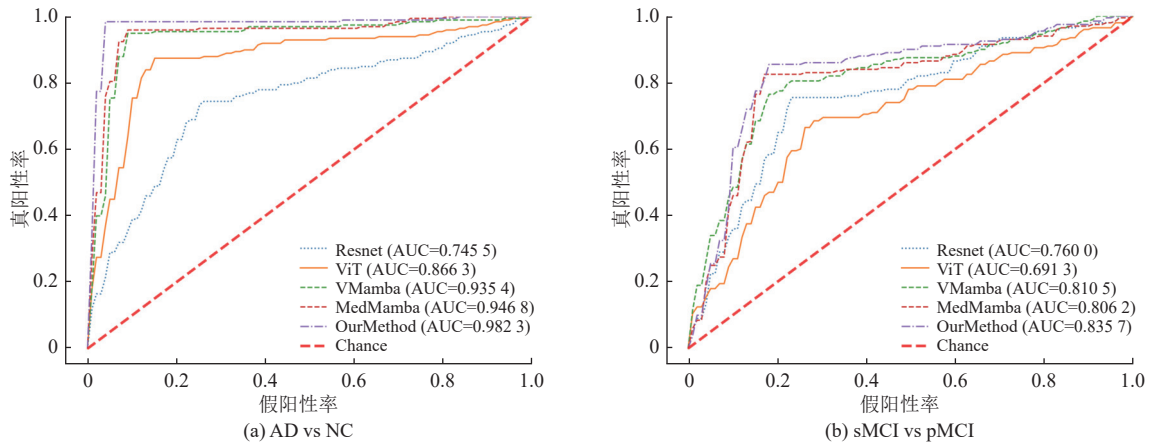 1.0
0.8
0.6
0.4
0.2
0
真阳性率
Resnet (AUC=0.745 5)
ViT (AUC=0.866 3)
VMamba (AUC=0.935 4)
MedMamba (AUC=0.946 8)
OurMethod (AUC=0.982 3)
Chance
0 0.2 0.4 0.6 0.8 1.0
假阳性率
(a) AD vs NC
1.0
0.8
0.6
0.4
0.2
0
真阳性率
Resnet (AUC=0.760 0)
ViT (AUC=0.691 3)
VMamba (AUC=0.810 5)
MedMamba (AUC=0.806 2)
OurMethod (AUC=0.835 7)
Chance
0 0.2 0.4 0.6 0.8 1.0
假阳性率
(b) sMCI vs pMCI